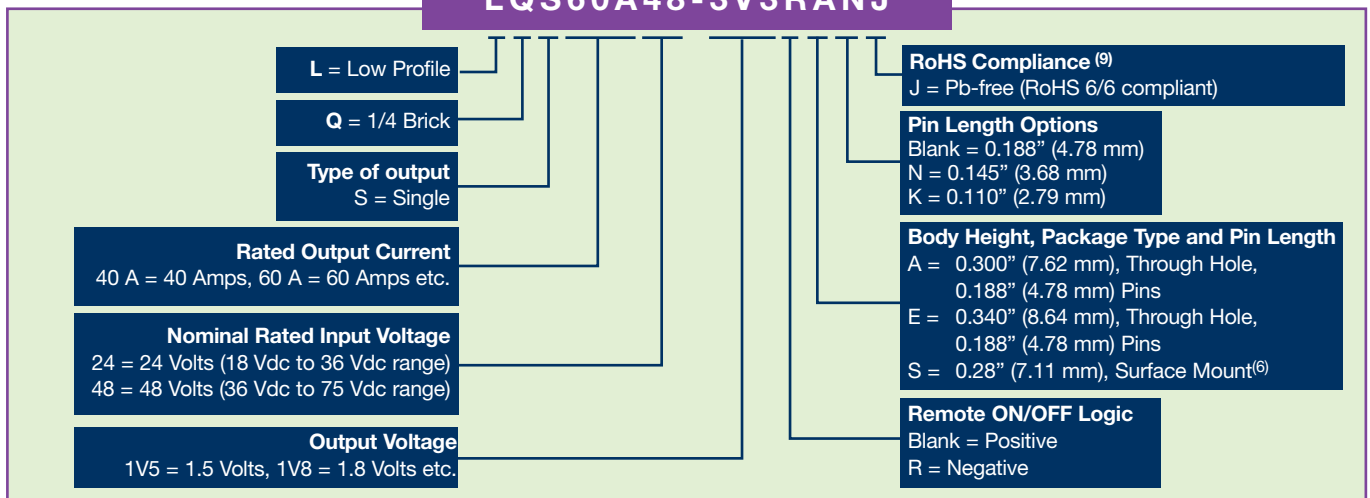 LQS60A48-3V3RANJ
L = Low Profile
Q = 1/4 Brick
Type of output
S = Single
Rated Output Current
40 A = 40 Amps, 60 A = 60 Amps etc.
Nominal Rated Input Voltage
24 = 24 Volts (18 Vdc to 36 Vdc range)
48 = 48 Volts (36 Vdc to 75 Vdc range)
Output Voltage
1V5 = 1.5 Volts, 1V8 = 1.8 Volts etc.
RoHS Compliance (9)
J = Pb-free (RoHS 6/6 compliant)
Pin Length Options
Blank = 0.188” (4.78 mm)
N = 0.145” (3.68 mm)
K = 0.110” (2.79 mm)
Body Height, Package Type and Pin Length
A = 0.300” (7.62 mm), Through Hole,
0.188” (4.78 mm) Pins
E = 0.340” (8.64 mm), Through Hole,
0.188” (4.78 mm) Pins
S = 0.28” (7.11 mm), Surface Mount(6)
Remote ON/OFF Logic
Blank = Positive
R = Negative